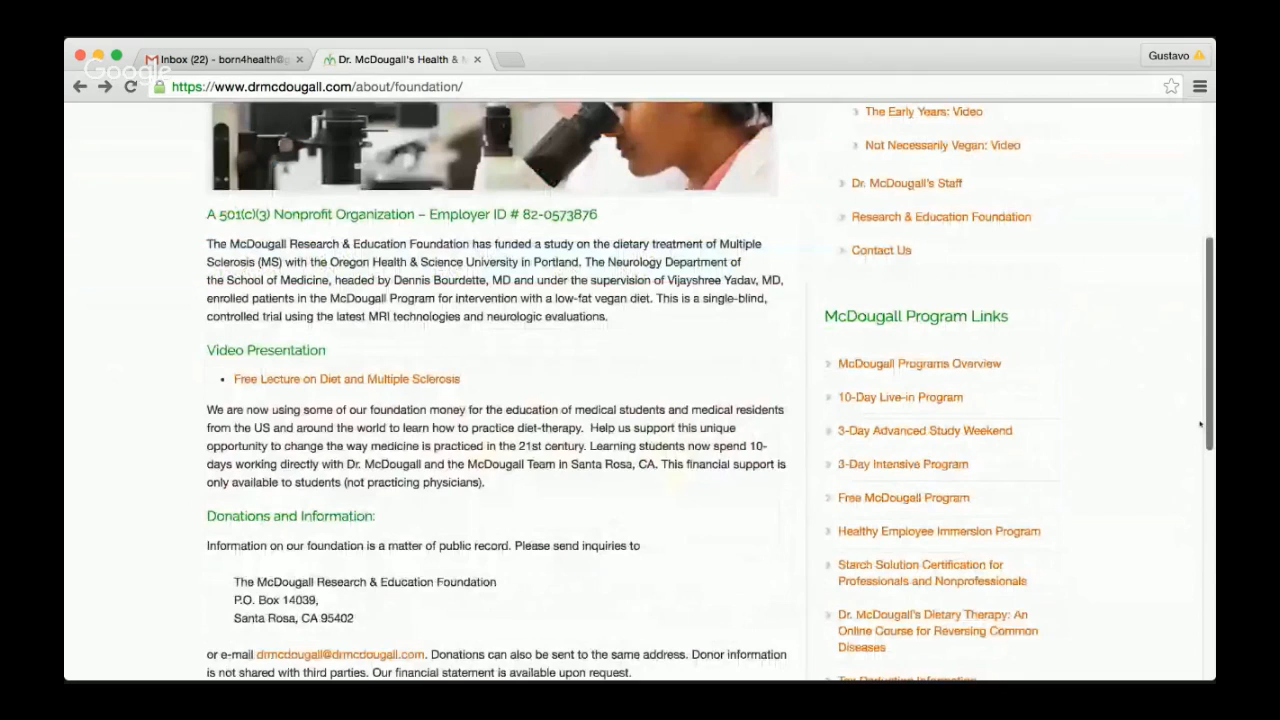 Inbox (22) - born4health@g
Dr. McDougall's Health & M
Gustavo
Google
https://www.drmcdougall.com/about/foundation/
A 501(c)(3) Nonprofit Organization – Employer ID # 82-0573876
The McDougall Research & Education Foundation has funded a study on the dietary treatment of Multiple
Sclerosis (MS) with the Oregon Health & Science University in Portland. The Neurology Department of
the School of Medicine, headed by Dennis Bourdette, MD and under the supervision of Vijayshree Yadav, MD,
enrolled patients in the McDougall Program for intervention with a low-fat vegan diet. This is a single-blind,
controlled trial using the latest MRI technologies and neurologic evaluations.
Video Presentation
• Free Lecture on Diet and Multiple Sclerosis
We are now using some of our foundation money for the education of medical students and medical residents
from the US and around the world to learn how to practice diet-therapy. Help us support this unique
opportunity to change the way medicine is practiced in the 21st century. Learning students now spend 10-
days working directly with Dr. McDougall and the McDougall Team in Santa Rosa, CA. This financial support is
only available to students (not practicing physicians).
Donations and Information:
Information on our foundation is a matter of public record. Please send inquiries to
The McDougall Research & Education Foundation
P.O. Box 14039,
Santa Rosa, CA 95402
or e-mail drmcdougall@drmcdougall.com. Donations can also be sent to the same address. Donor information
is not shared with third parties. Our financial statement is available upon request.
The Early Years: Video
Not Necessarily Vegan: Video
Dr. McDougall's Staff
Research & Education Foundation
Contact Us
McDougall Program Links
McDougall Programs Overview
10-Day Live-in Program
3-Day Advanced Study Weekend
3-Day Intensive Program
Free McDougall Program
Healthy Employee Immersion Program
Starch Solution Certification for
Professionals and Nonprofessionals
Dr. McDougall's Dietary Therapy: An
Online Course for Reversing Common
Diseases
Tax Deduction Information